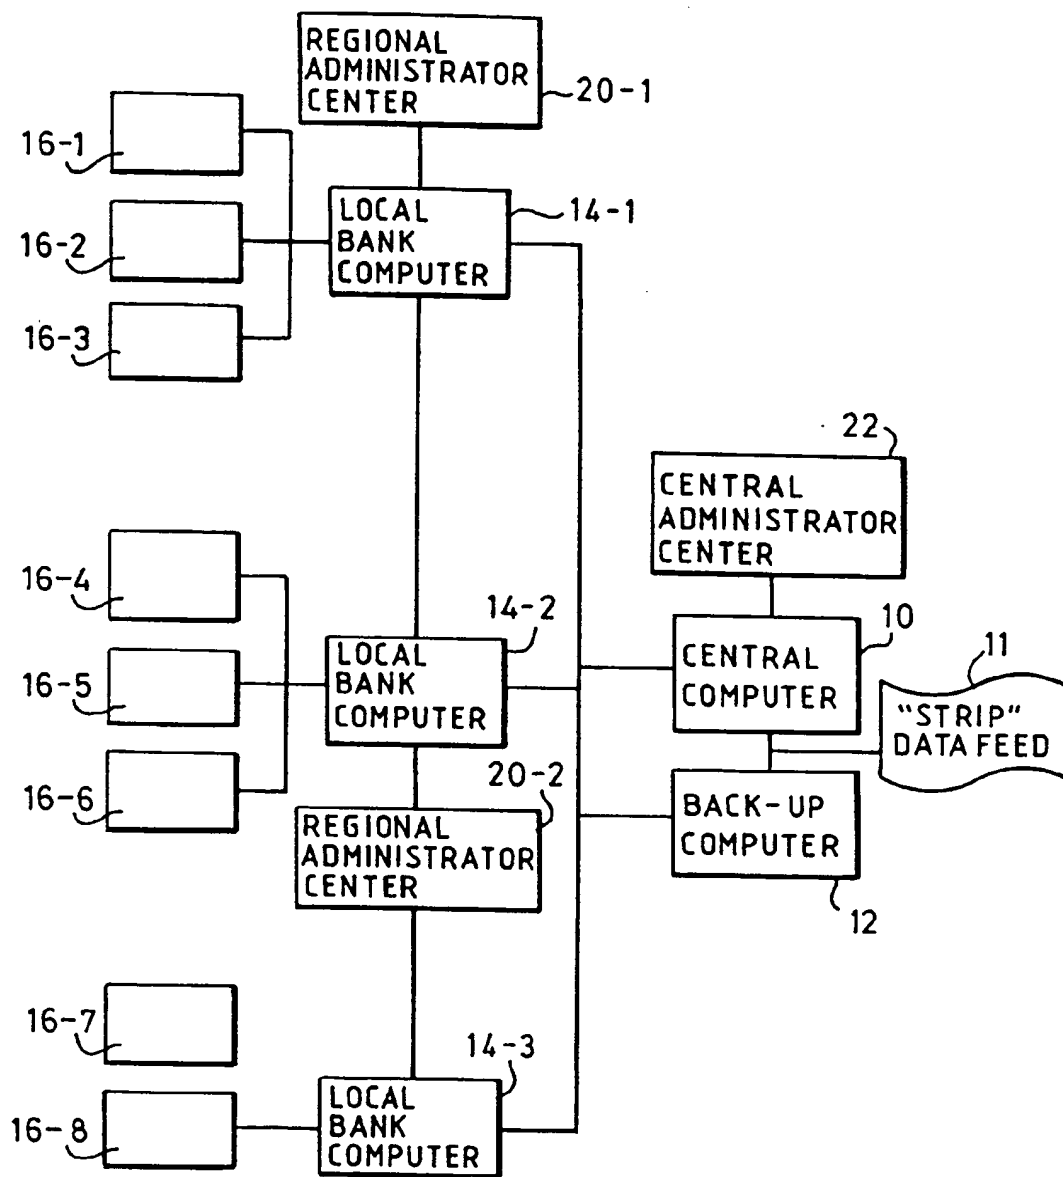 REGIONAL
ADMINISTRATOR
CENTER
20-1
16-1
LOCAL
BANK
COMPUTER
14-1
16-2
16-3
22
CENTRAL
ADMINISTRATOR
CENTER
16-4
14-2
10
LOCAL
BANK
COMPUTER
CENTRAL
COMPUTER
11
"STRIP"
DATA FEED
16-5
16-6
20-2
REGIONAL
ADMINISTRATOR
CENTER
BACK-UP
COMPUTER
12
16-7
14-3
LOCAL
BANK
COMPUTER
16-8